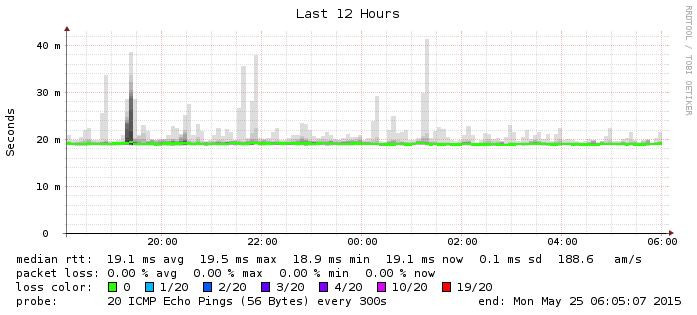 Last 12 Hours
RRDTOOL / TOBI OETIKER
Seconds
40 m
30 m
20 m
10 m
0
20:00 22:00 00:00 02:00 04:00 06:00
median rtt: 19.1 ms avg 19.5 ms max 18.9 ms min 19.1 ms now 0.1 ms sd 188.6 am/s
packet loss: 0.00 % avg 0.00 % max 0.00 % min 0.00 % now
loss color: 0 1/20 2/20 3/20 4/20 10/20 19/20
probe: 20 ICMP Echo Pings (56 Bytes) every 300s end: Mon May 25 06:05:07 2015